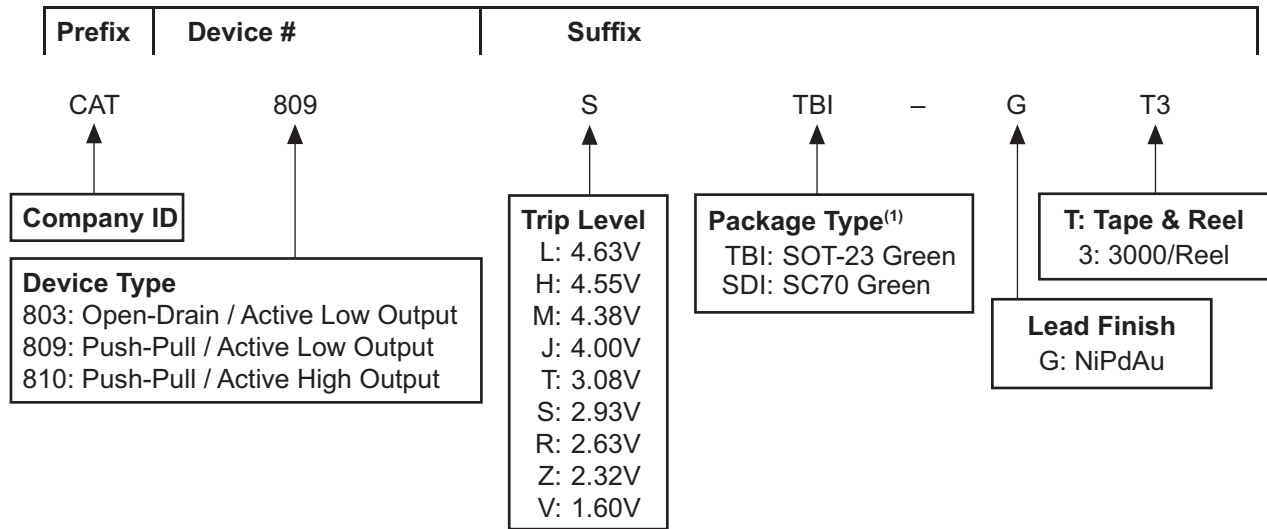 Prefix Device # Suffix
CAT 809 S TBI – G T3
Company ID
Device Type
803: Open-Drain / Active Low Output
809: Push-Pull / Active Low Output
810: Push-Pull / Active High Output
Trip Level
L: 4.63V
H: 4.55V
M: 4.38V
J: 4.00V
T: 3.08V
S: 2.93V
R: 2.63V
Z: 2.32V
V: 1.60V
Package Type(1)
TBI: SOT-23 Green
SDI: SC70 Green
Lead Finish
G: NiPdAu
T: Tape & Reel
3: 3000/Reel